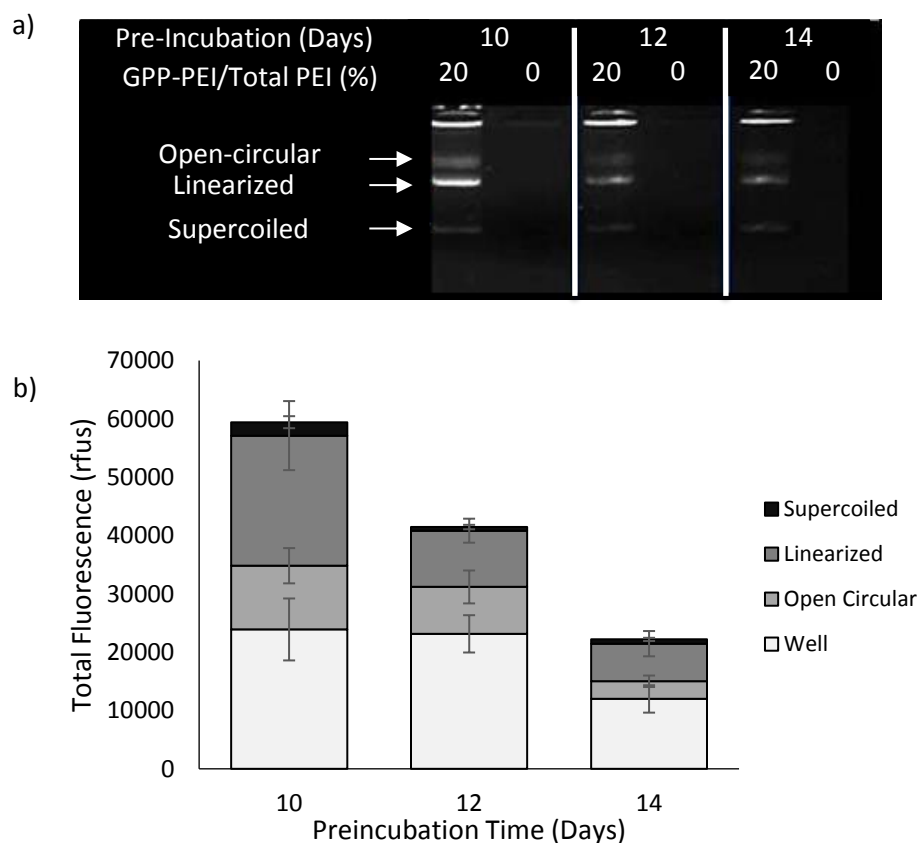 a)
Pre-Incubation (Days) 10 12 14
GPP-PEI/Total PEI (%) 20 0 20 0 20 0
Open-circular
Linearized
Supercoiled
b)
Total Fluorescence (rfus)
70000
60000
50000
40000
30000
20000
10000
0
10 12 14
Preincubation Time (Days)
Supercoiled
Linearized
Open Circular
Well